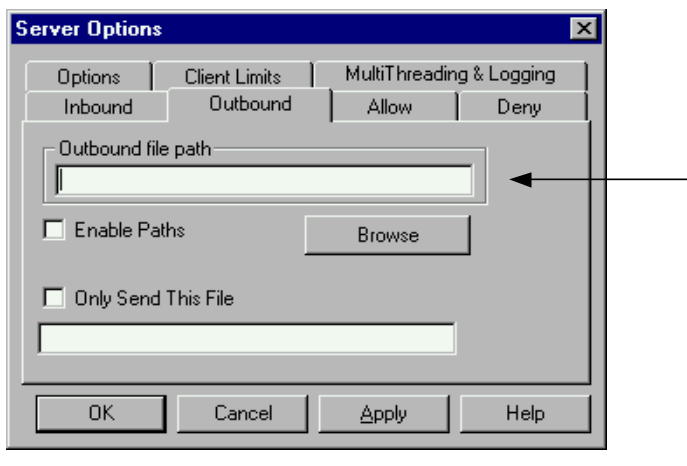 Server Options
Options Client Limits MultiThreading & Logging
Inbound Outbound Allow Deny
Outbound file path
Enable Paths Browse
Only Send This File
OK Cancel Apply Help